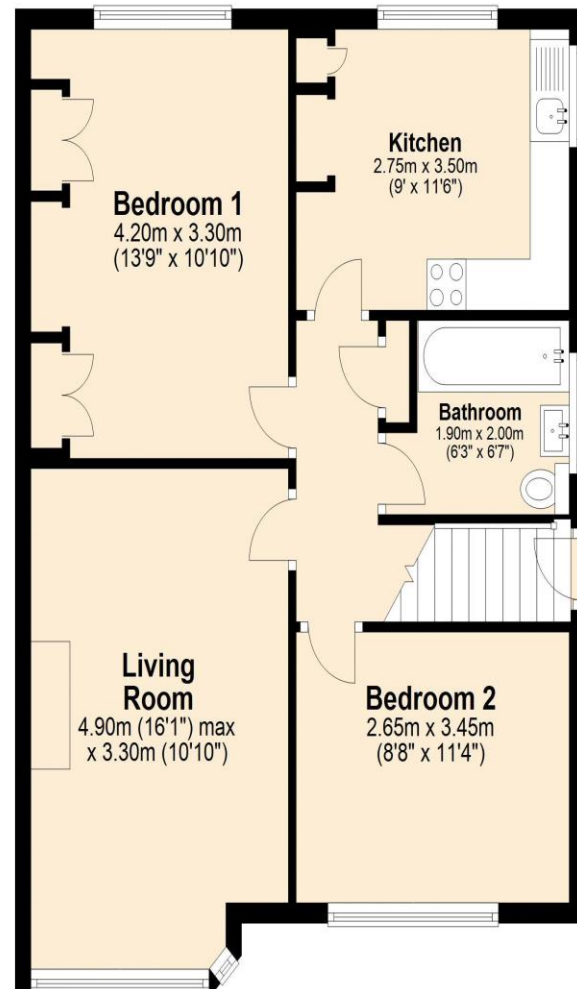 Kitchen
2.75m x 3.50m
(9' x 11'6")
Bedroom 1
4.20m x 3.30m
(13'9" x 10'10")
Bathroom
1.90m x 2.00m
(6'3" x 6'7")
Living
Room
4.90m (16'1") max
x 3.30m (10'10")
Bedroom 2
2.65m x 3.45m
(8'8" x 11'4")